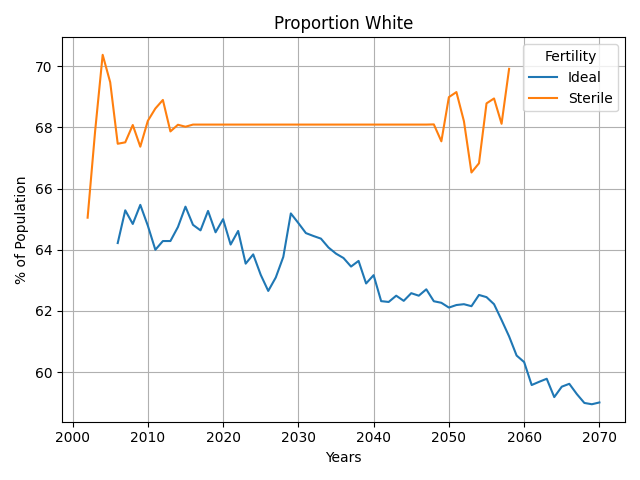 Proportion White
% of Population
70
68
66
64
62
60
Fertility
Ideal
Sterile
2000 2010 2020 2030 2040 2050 2060 2070
Years